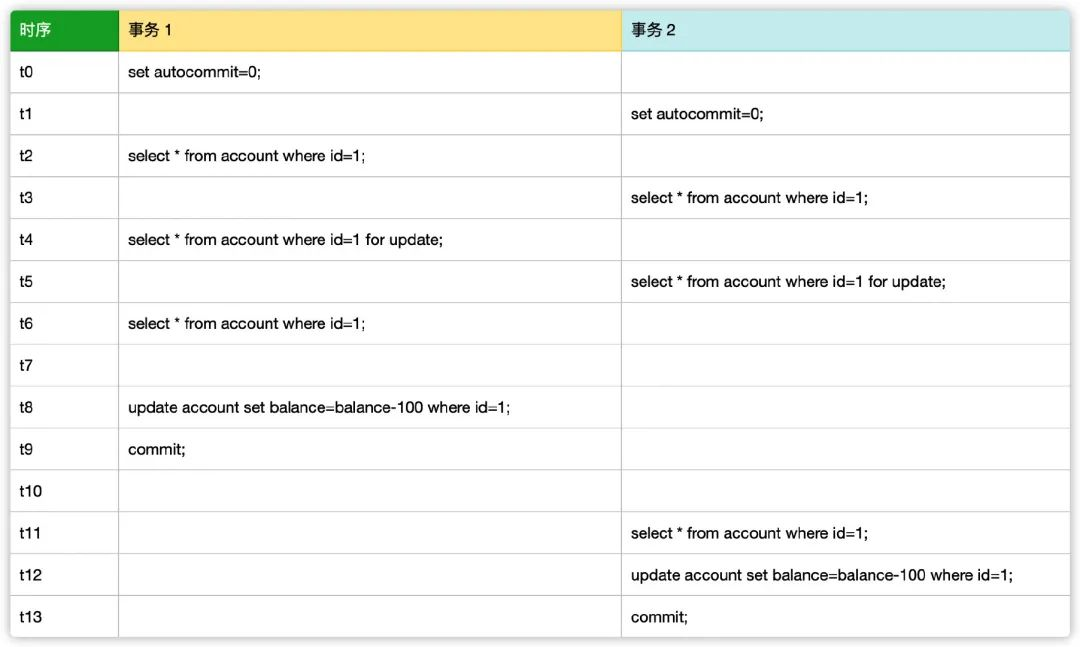 时序 事务 1 事务 2
t0 set autocommit=0;
t1 set autocommit=0;
t2 select * from account where id=1;
t3 select * from account where id=1;
t4 select * from account where id=1 for update;
t5 select * from account where id=1 for update;
t6 select * from account where id=1;
t7
t8 update account set balance=balance-100 where id=1;
t9 commit;
t10
t11 select * from account where id=1;
t12 update account set balance=balance-100 where id=1;
t13 commit;